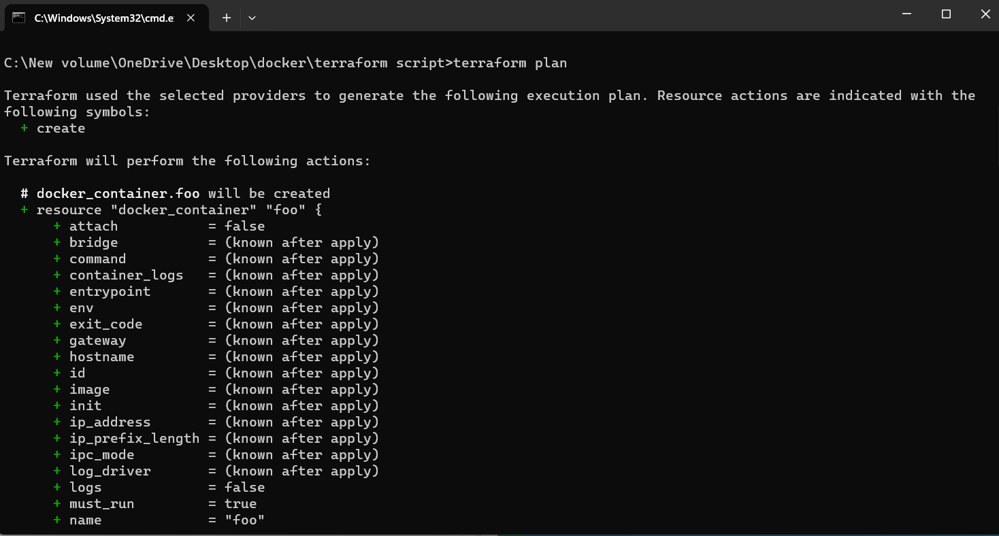 C:\Windows\System32\cmd.e
C:\New volume\OneDrive\Desktop\docker\terraform script>terraform plan
Terraform used the selected providers to generate the following execution plan. Resource actions are indicated with the
following symbols:
+ create
Terraform will perform the following actions:
# docker_container.foo will be created
+ resource "docker_container" "foo" {
+ attach = false
+ bridge = (known after apply)
+ command = (known after apply)
+ container_logs = (known after apply)
+ entrypoint = (known after apply)
+ env = (known after apply)
+ exit_code = (known after apply)
+ gateway = (known after apply)
+ hostname = (known after apply)
+ id = (known after apply)
+ image = (known after apply)
+ init = (known after apply)
+ ip_address = (known after apply)
+ ip_prefix_length = (known after apply)
+ ipc_mode = (known after apply)
+ log_driver = (known after apply)
+ logs = false
+ must_run = true
+ name = "foo"